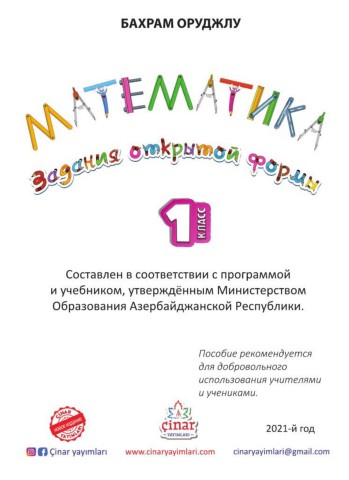 БАХРАМ ОРУДЖЛУ
МАТЕМАТИКА
Задания открытой формы
1 КЛАСС
Составлен в соответствии с программой
и учебником, утверждённым Министерством
Образования Азербайджанской Республики.
Пособие рекомендуется
для добровольного
использования учителями
и учениками.
çinar
YAYIMLARI
2021-й год
Çinar yayımları
www.cinaryayimlari.com
cinaryayimlari@gmail.com